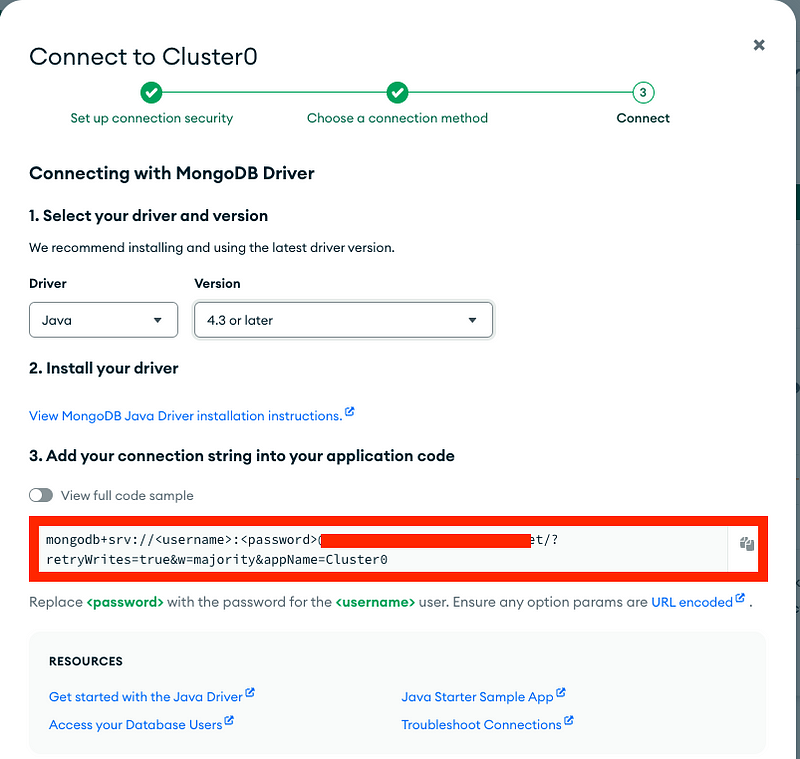 Connect to Cluster0
3
Set up connection security
Choose a connection method
Connect
Connecting with MongoDB Driver
1. Select your driver and version
We recommend installing and using the latest driver version.
Driver
Version
Java
4.3 or later
2. Install your driver
View MongoDB Java Driver installation instructions.
3. Add your connection string into your application code
View full code sample
mongodb+srv://<username>:<password>@ et/?
retryWrites=true&w=majority&appName=Cluster0
Replace <password> with the password for the <username> user. Ensure any option params are URL encoded .
RESOURCES
Get started with the Java Driver
Java Starter Sample App
Access your Database Users
Troubleshoot Connections